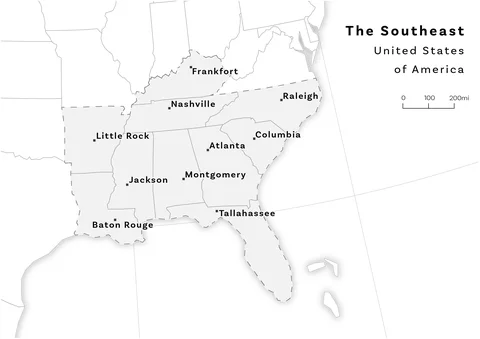 The Southeast
United States
of America
0 100 200mi
Frankfort
Nashville
Raleigh
Little Rock
Columbia
Atlanta
Jackson
Montgomery
Baton Rouge
Tallahassee